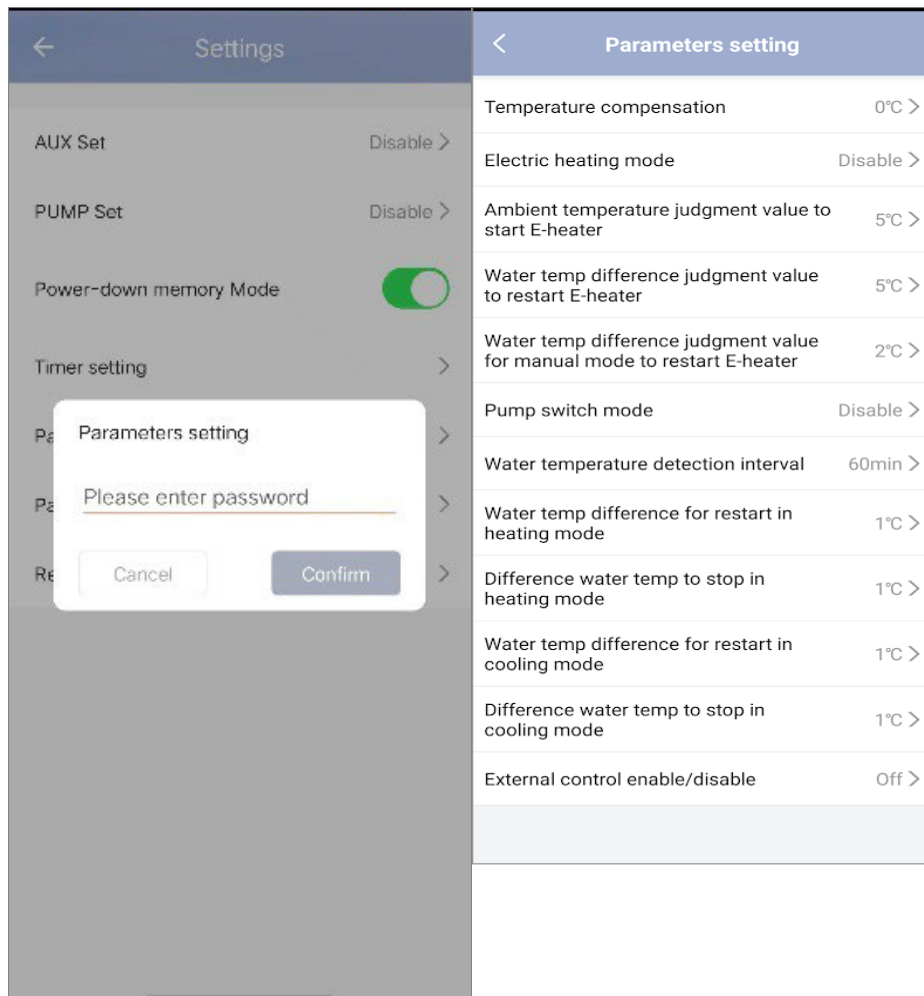 Settings
AUX Set
Disable
PUMP Set
Disable
Power-down memory Mode
Timer setting
Pa
Parameters setting
Pa
Please enter password
Re
Cancel
Confirm
Parameters setting
Temperature compensation
0℃
Electric heating mode
Disable
Ambient temperature judgment value to
start E-heater
5℃
Water temp difference judgment value
to restart E-heater
5℃
Water temp difference judgment value
for manual mode to restart E-heater
2℃
Pump switch mode
Disable
Water temperature detection interval
60min
Water temp difference for restart in
heating mode
1℃
Difference water temp to stop in
heating mode
1℃
Water temp difference for restart in
cooling mode
1℃
Difference water temp to stop in
cooling mode
1℃
External control enable/disable
Off